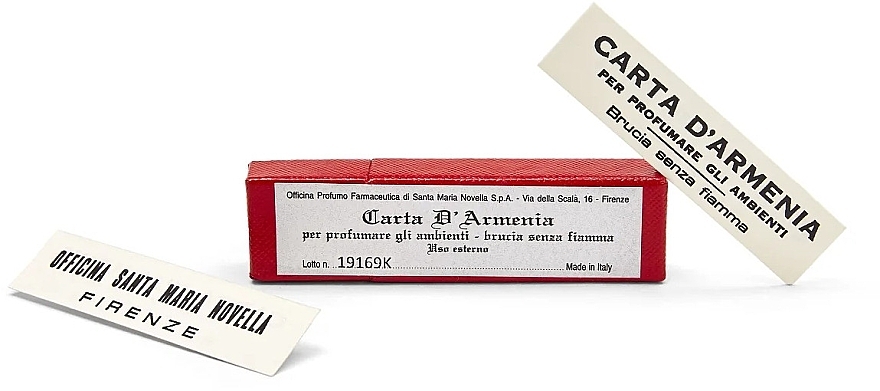 CARTA D'ARMENIA
PER PROFUMARE GLI AMBIENTI
Brucia senza fiamma
Officina Profumo Farmaceutica di Santa Maria Novella S.p.A. - Via della Scala, 16 - Firenze
Carta D'Armenia
per profumare gli ambienti - brucia senza fiamma
Uso esterno
Lotto n. 19169K Made in Italy
OFFICINA SANTA MARIA NOVELLA
FIRENZE